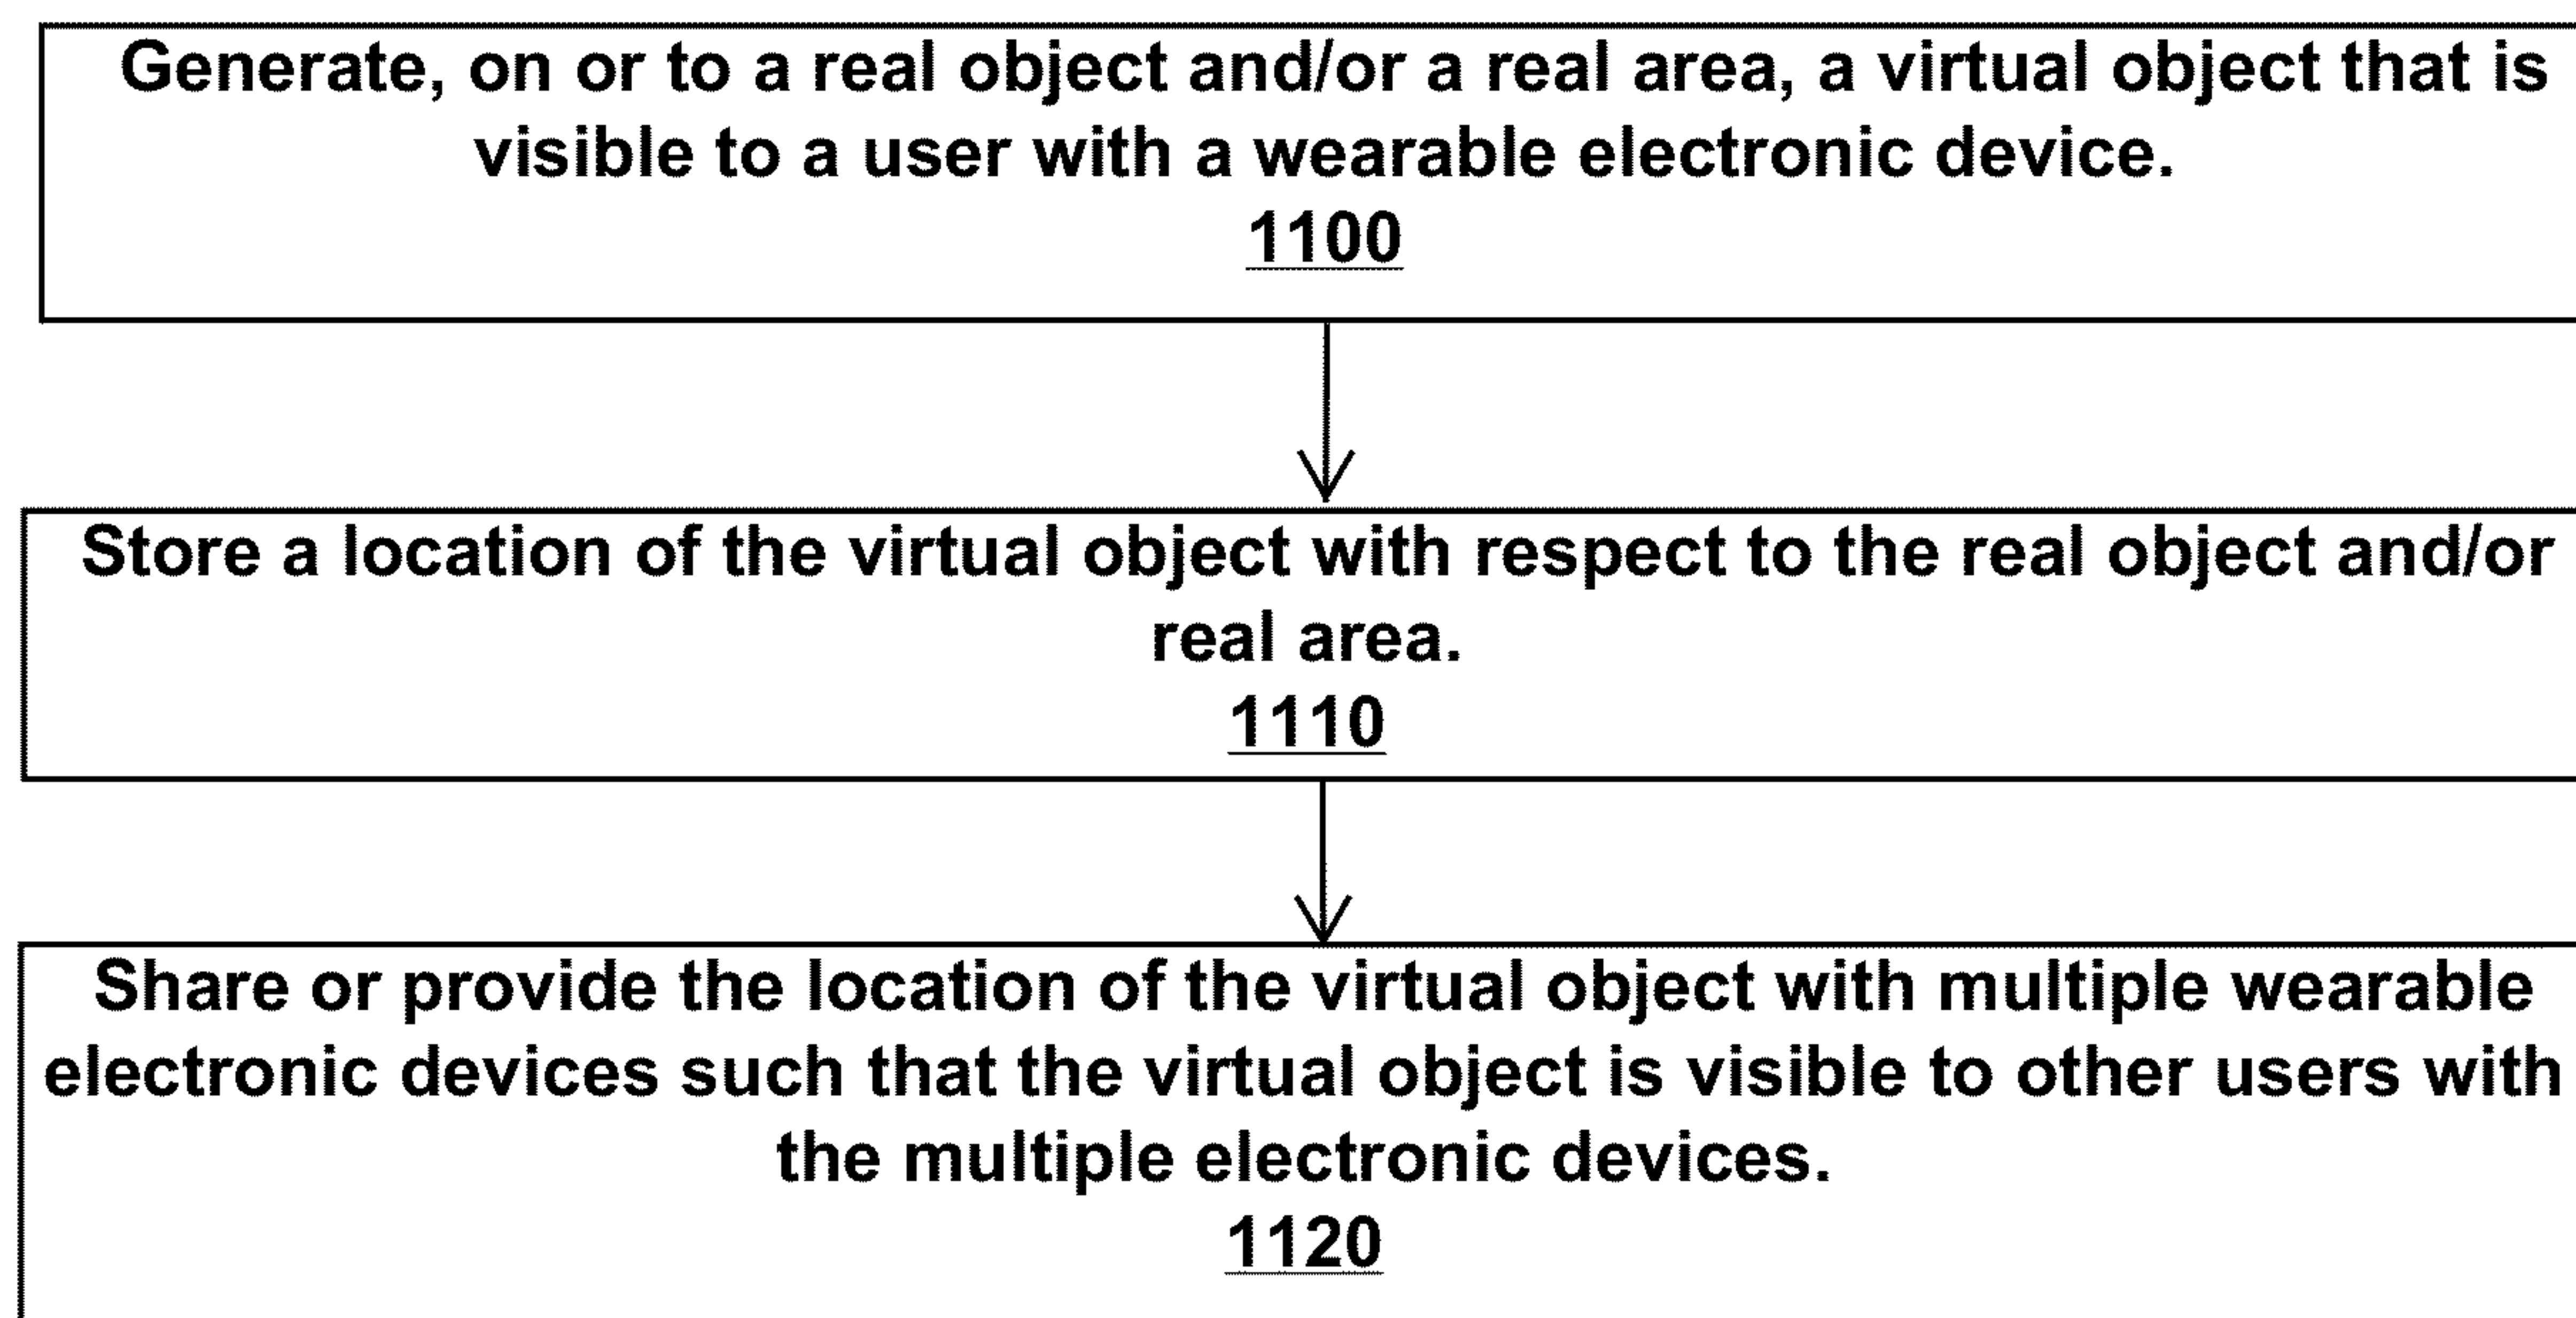 Generate, on or to a real object and/or a real area, a virtual object that is
visible to a user with a wearable electronic device.
1100
Store a location of the virtual object with respect to the real object and/or
real area.
1110
Share or provide the location of the virtual object with multiple wearable
electronic devices such that the virtual object is visible to other users with
the multiple electronic devices.
1120